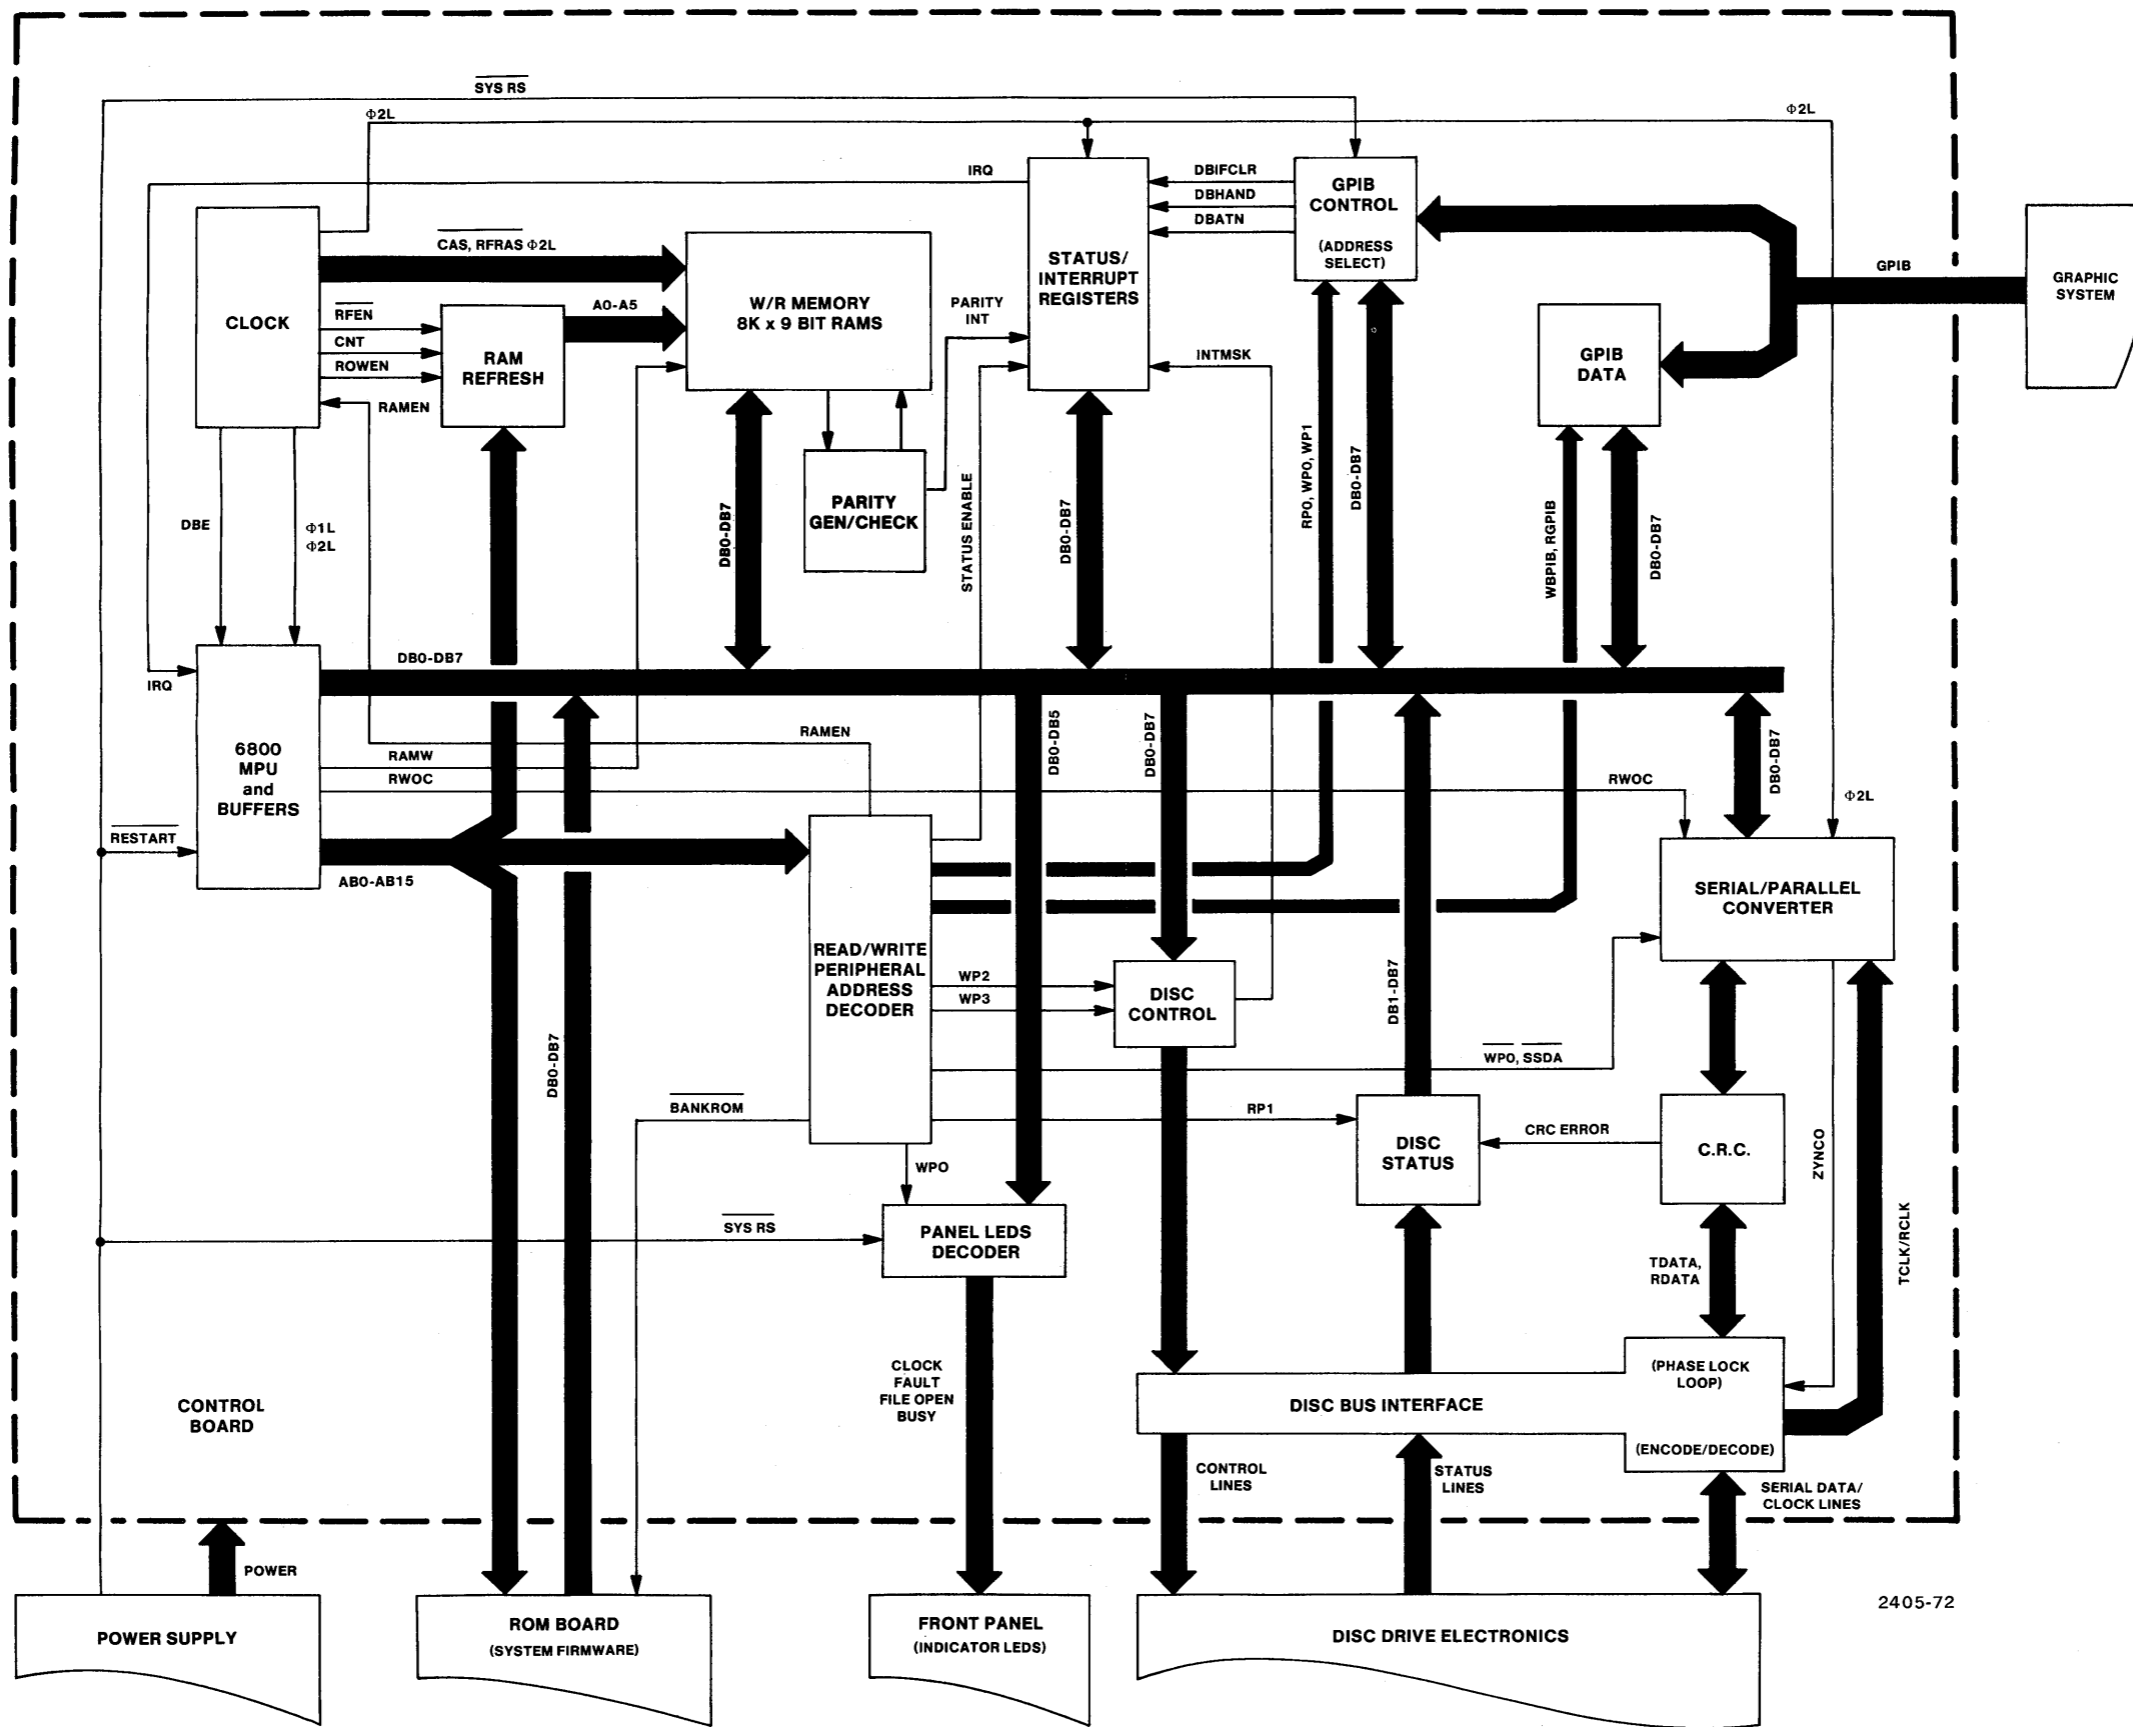 SYS RS
Φ2L
Φ2L
IRQ
DBIFCLR
DBHAND
DBATN
GPIB
CONTROL
(ADDRESS
SELECT)
CAS, RFRAS Φ2L
CLOCK
RFEN
CNT
ROWEN
RAMEN
RAM
REFRESH
A0-A5
W/R MEMORY
8K x 9 BIT RAMS
PARITY
INT
STATUS/
INTERRUPT
REGISTERS
INTMSK
GPIB
GRAPHIC
SYSTEM
GPIB
DATA
PARITY
GEN/CHECK
DBE
Φ1L
Φ2L
DB0-DB7
STATUS ENABLE
DB0-DB7
RP0, WP0, WP1
DB0-DB7
WBPIB, RGPIB
DB0-DB7
IRQ
DB0-DB7
6800
MPU
and
BUFFERS
RAMEN
RAMW
RWOC
DB0-DB5
DB0-DB7
RWOC
DB0-DB7
Φ2L
RESTART
AB0-AB15
SERIAL/PARALLEL
CONVERTER
READ/WRITE
PERIPHERAL
ADDRESS
DECODER
WP2
WP3
DISC
CONTROL
DB1-DB7
DB0-DB7
WPO, SSDA
BANKROM
RP1
DISC
STATUS
CRC ERROR
C.R.C.
ZYNCO
TCLK/RCLK
WPO
SYS RS
PANEL LEDS
DECODER
TDATA,
RDATA
CLOCK
FAULT
FILE OPEN
BUSY
(PHASE LOCK
LOOP)
DISC BUS INTERFACE
(ENCODE/DECODE)
CONTROL
BOARD
CONTROL
LINES
STATUS
LINES
SERIAL DATA/
CLOCK LINES
POWER
POWER SUPPLY
ROM BOARD
(SYSTEM FIRMWARE)
FRONT PANEL
(INDICATOR LEDS)
DISC DRIVE ELECTRONICS
2405-72